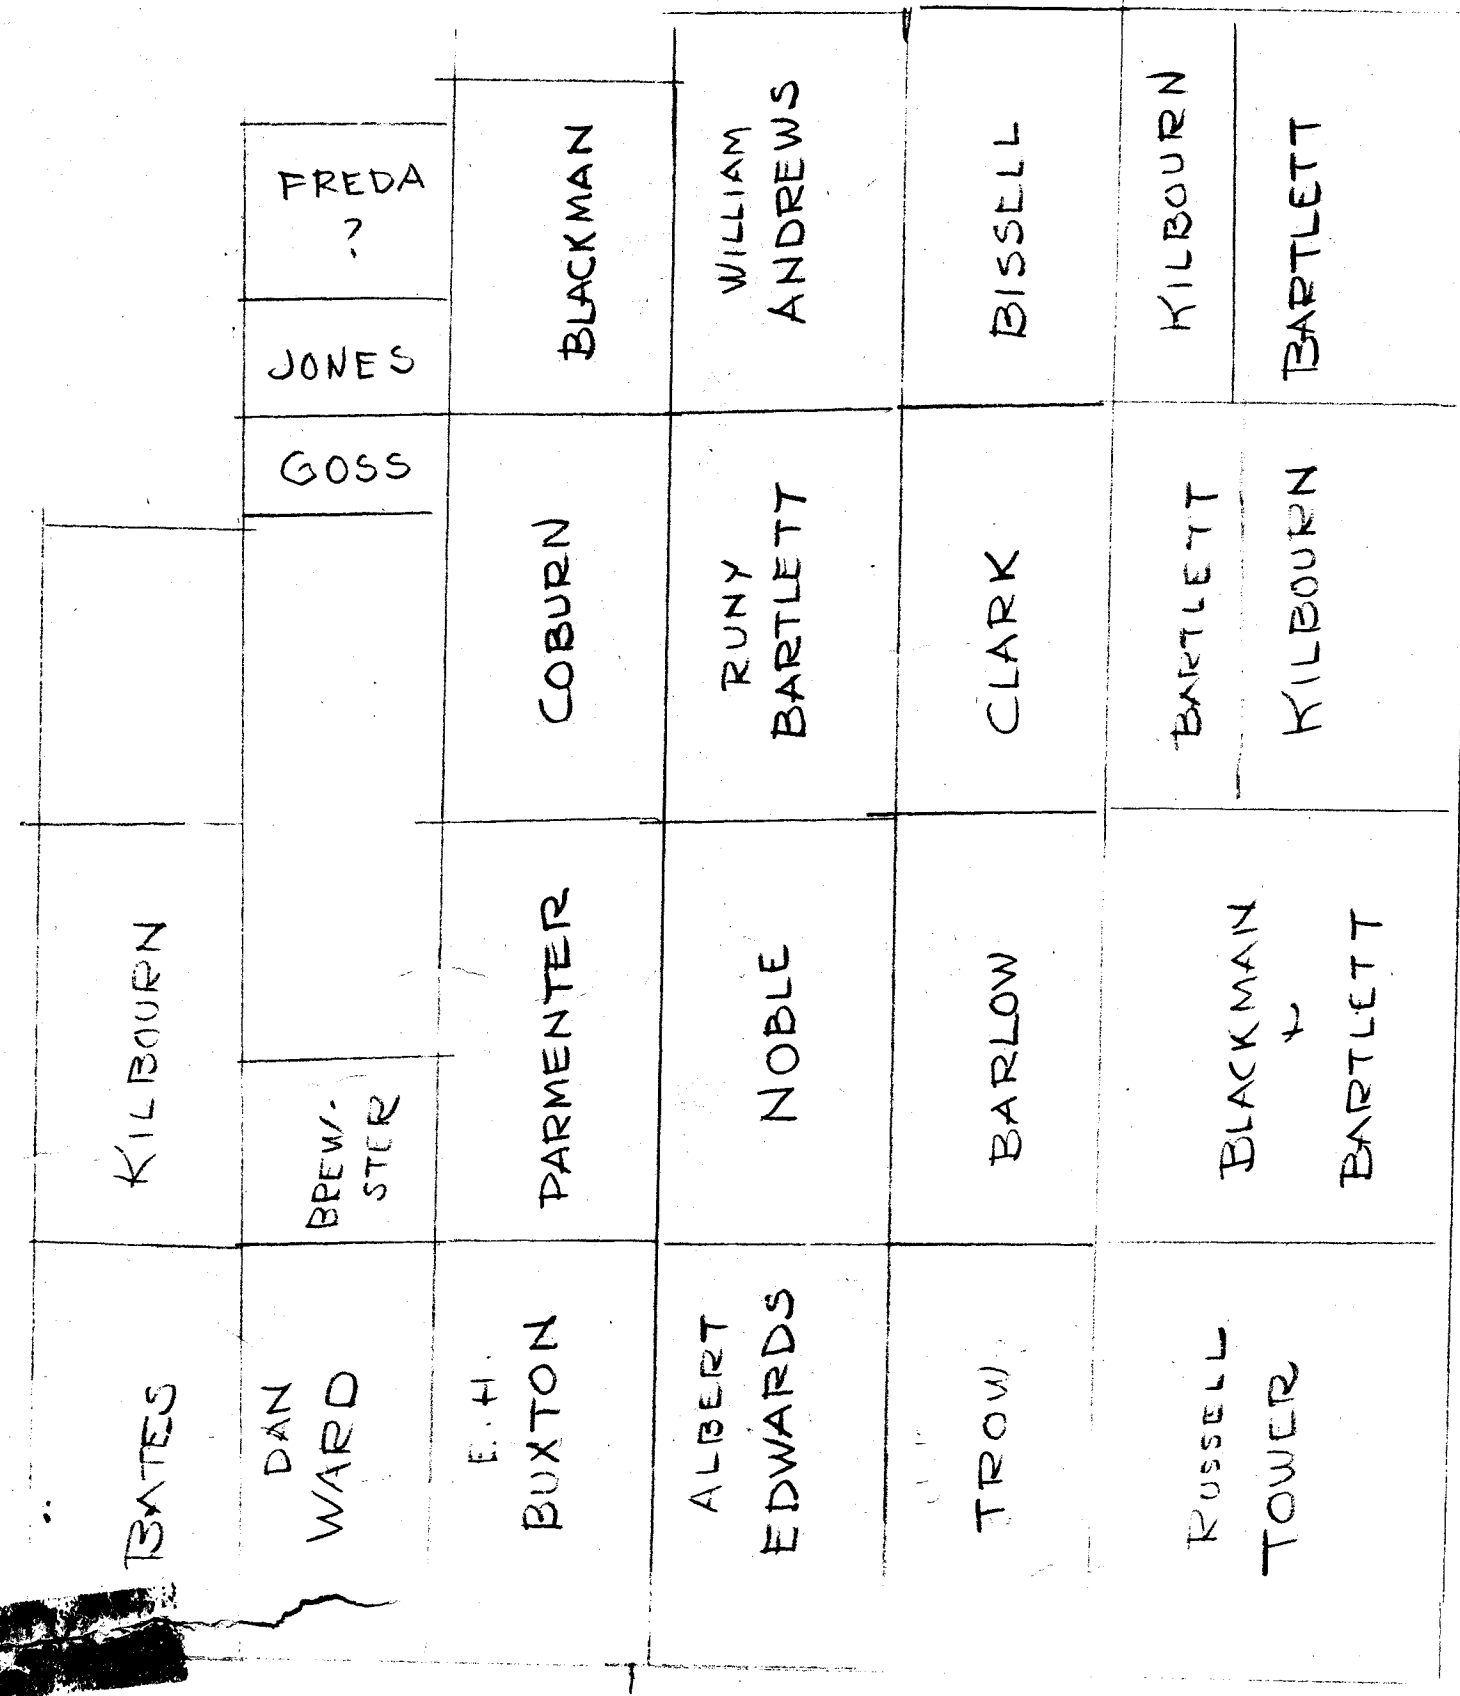 FREDA
?
JONES
GOSS
BLACKMAN
WILLIAM
ANDREWS
BISSELL
KILBOURN
BARTLETT
COBURN
RUNY
BARTLETT
CLARK
BARTLETT
KILBOURN
KILBOURN
BREW-
STER
PARMENTER
NOBLE
BARLOW
BLACKMAN
+
BARTLETT
BATES
DAN
WARD
E. H.
BUXTON
ALBERT
EDWARDS
TROW
RUSSELL
TOWER